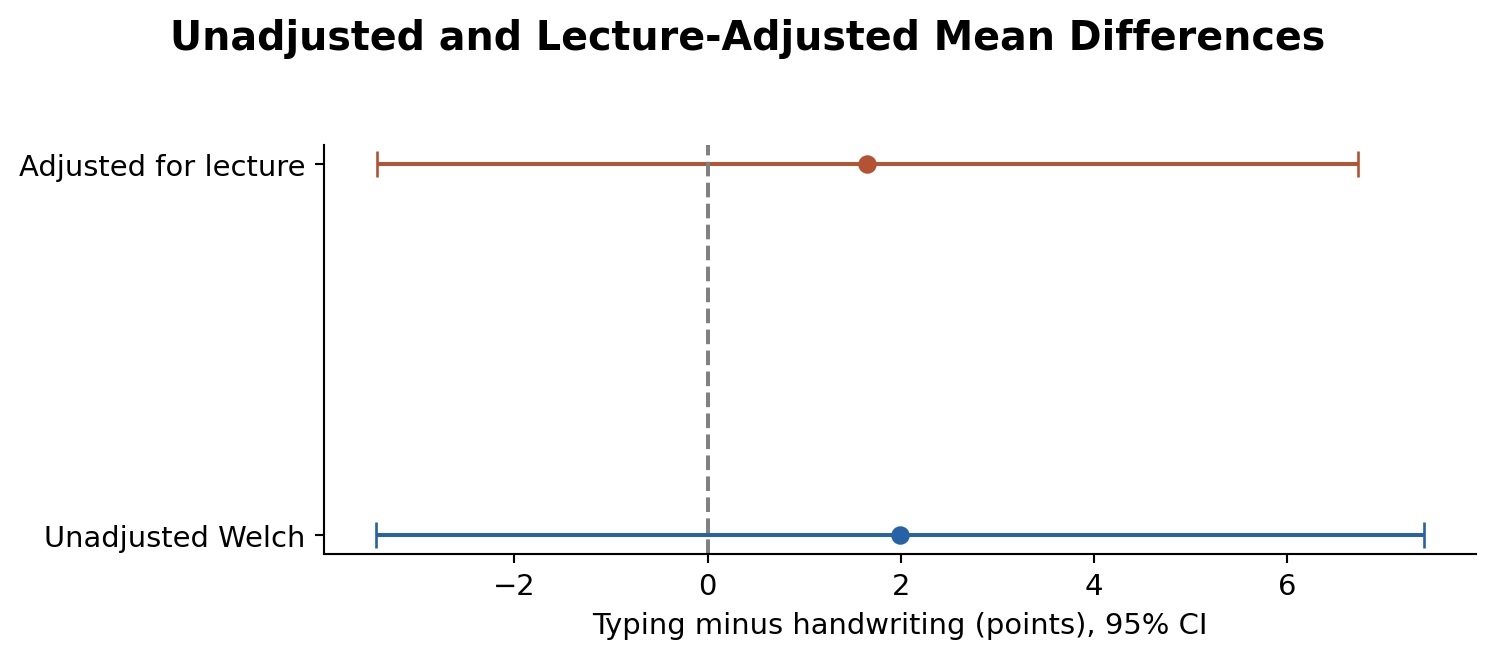 Unadjusted and Lecture-Adjusted Mean Differences
Adjusted for lecture
Unadjusted Welch
−2 0 2 4 6
Typing minus handwriting (points), 95% CI